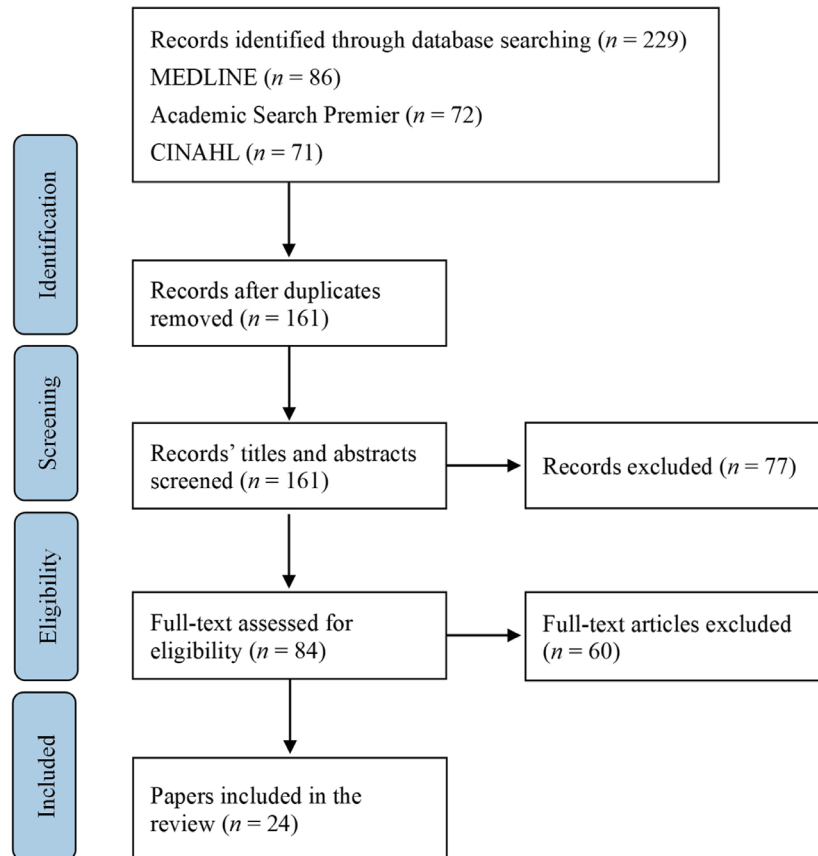 Records identified through database searching (n = 229)
MEDLINE (n = 86)
Academic Search Premier (n = 72)
CINAHL (n = 71)
Identification
Records after duplicates
removed (n = 161)
Screening
Records’ titles and abstracts
screened (n = 161)
Records excluded (n = 77)
Eligibility
Full-text assessed for
eligibility (n = 84)
Full-text articles excluded
(n = 60)
Included
Papers included in the
review (n = 24)